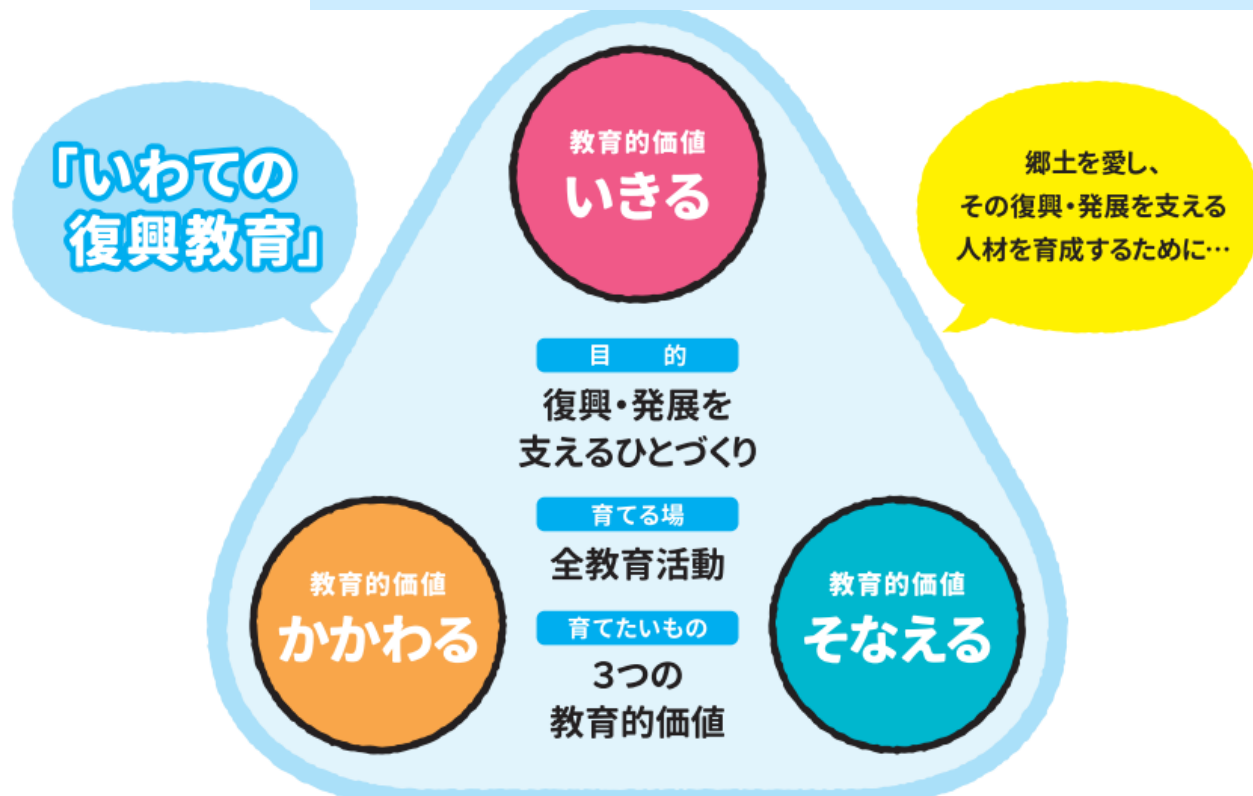 「いわての
復興教育」
郷土を愛し、
その復興・発展を支える
人材を育成するために…
教育的価値
いきる
目　的
復興・発展を
支えるひとづくり
育てる場
全教育活動
育てたいもの
3つの
教育的価値
教育的価値
かかわる
教育的価値
そなえる